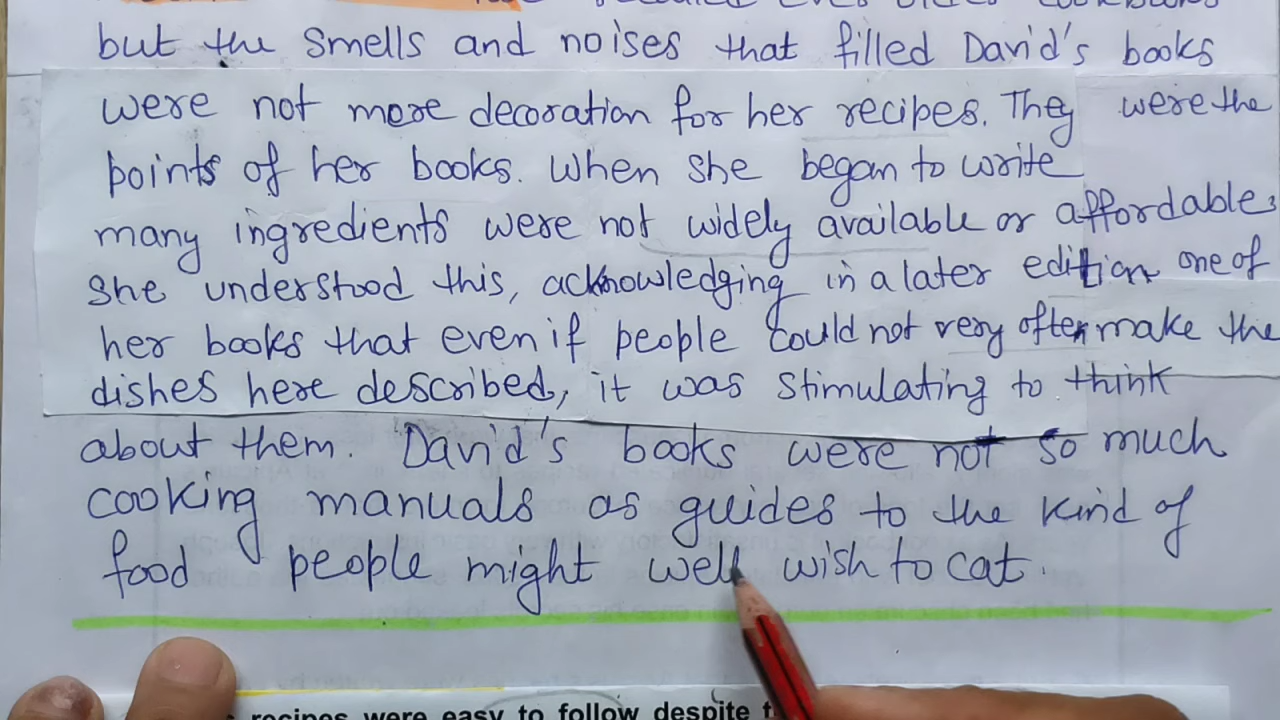 but the smells and noises that filled David's books
were not more decoration for her recipes. They were the
points of her books. When she began to write
many ingredients were not widely available or affordable.
She understood this, acknowledging in a later edition one of
her books that even if people could not very often make the
dishes here described, it was stimulating to think
about them. David's books were not so much
cooking manuals as guides to the kind of
food people might well wish to cat.
recipes were easy to follow despite t